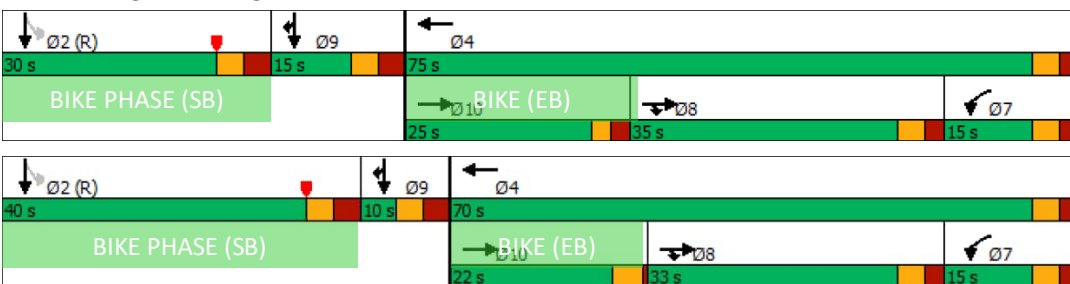 Ø2 (R) Ø9 Ø4
30 s 15 s 75 s
BIKE PHASE (SB) Ø10 BIKE (EB) Ø8 Ø7
25 s 35 s 15 s
Ø2 (R) Ø9 Ø4
40 s 10 s 70 s
BIKE PHASE (SB) Ø10 BIKE (EB) Ø8 Ø7
22 s 33 s 15 s